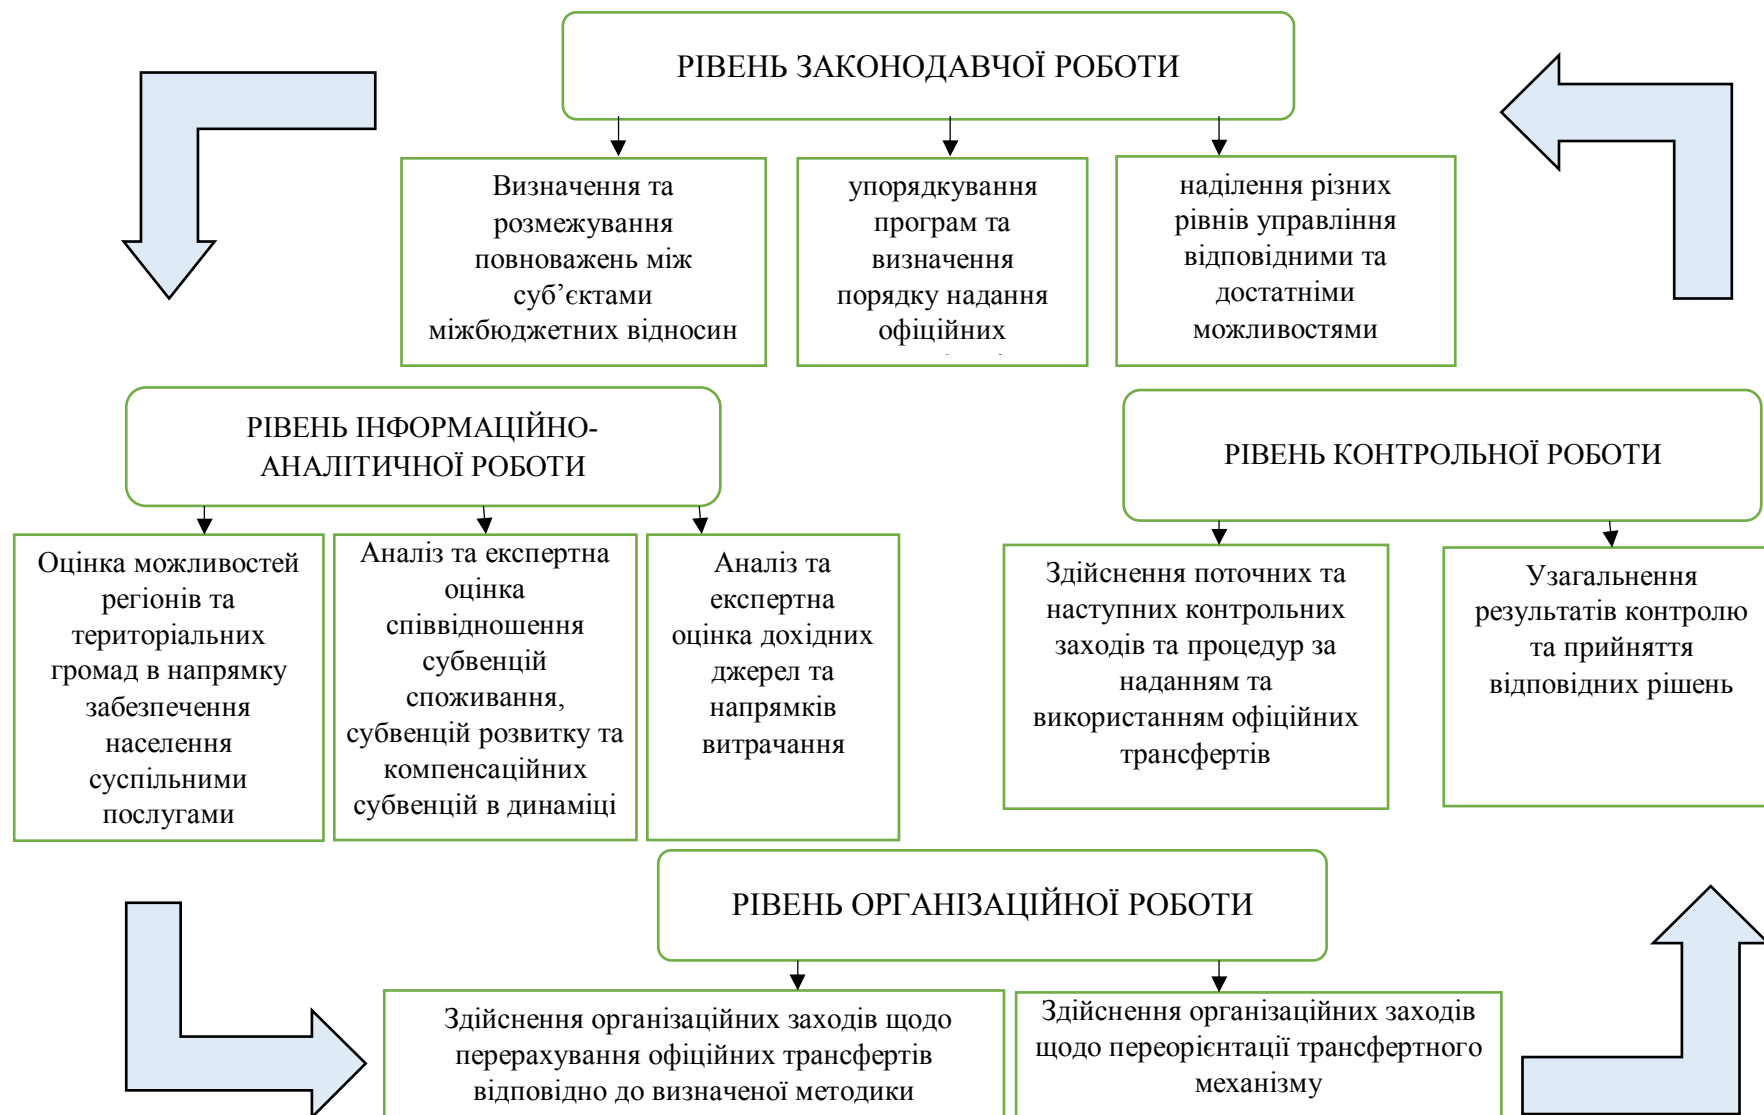 РІВЕНЬ ЗАКОНОДАВЧОЇ РОБОТИ
Визначення та
розмежування
повноважень між
суб’єктами
міжбюджетних відносин
упорядкування
програм та
визначення
порядку надання
офіційних
наділення різних
рівнів управління
відповідними та
достатніми
можливостями
РІВЕНЬ ІНФОРМАЦІЙНО-
АНАЛІТИЧНОЇ РОБОТИ
РІВЕНЬ КОНТРОЛЬНОЇ РОБОТИ
Оцінка можливостей
регіонів та
територіальних
громад в напрямку
забезпечення
населення
суспільними
послугами
Аналіз та експертна
оцінка
співвідношення
субвенцій
споживання,
субвенцій розвитку та
компенсаційних
субвенцій в динаміці
Аналіз та
експертна
оцінка дохідних
джерел та
напрямків
витрачання
Здійснення поточних та
наступних контрольних
заходів та процедур за
наданням та
використанням офіційних
трансфертів
Узагальнення
результатів контролю
та прийняття
відповідних рішень
РІВЕНЬ ОРГАНІЗАЦІЙНОЇ РОБОТИ
Здійснення організаційних заходів щодо
перерахування офіційних трансфертів
відповідно до визначеної методики
Здійснення організаційних заходів
щодо переорієнтації трансфертного
механізму